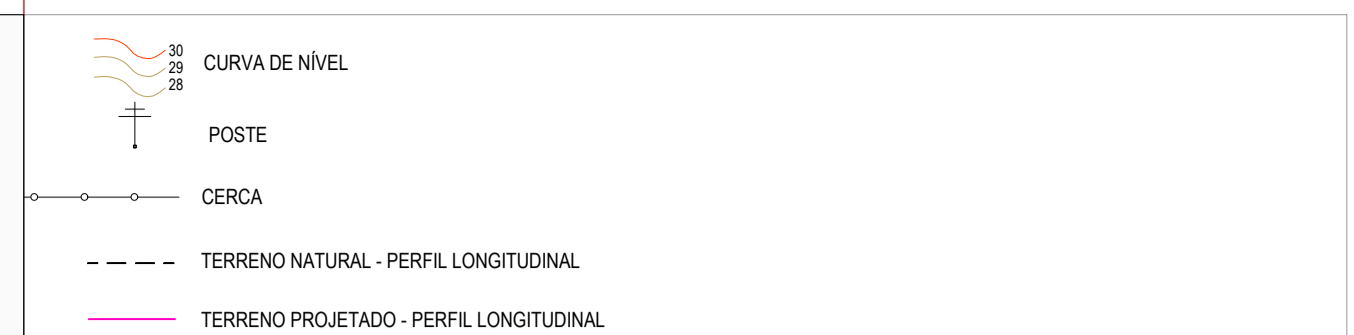 30
29
28
CURVA DE NÍVEL
POSTE
CERCA
TERRENO NATURAL - PERFIL LONGITUDINAL
TERRENO PROJETADO - PERFIL LONGITUDINAL